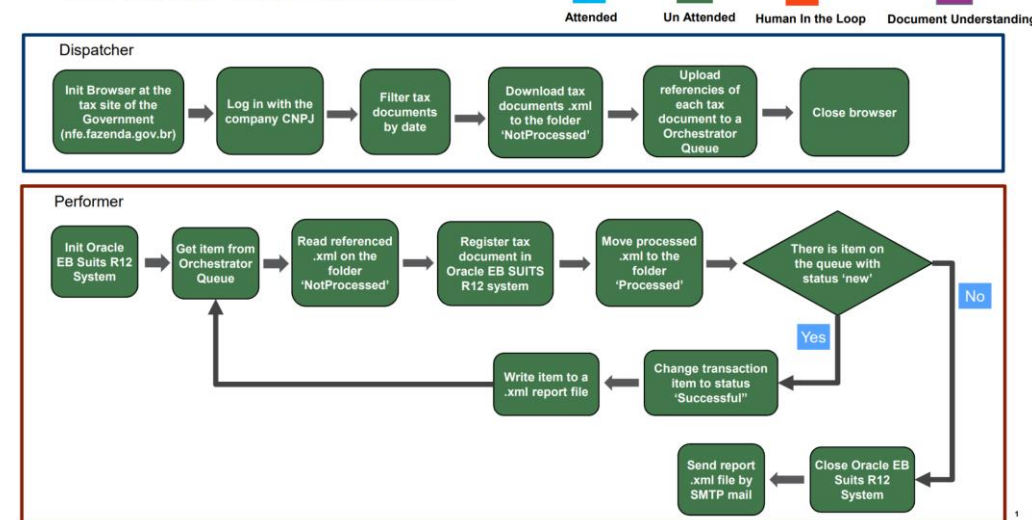 Attended
Un Attended
Human In the Loop
Document Understanding
Dispatcher
Init Browser at the
tax site of the
Government
(nfe.fazenda.gov.br)
Log in with the
company CNPJ
Filter tax
documents
by date
Download tax
documents .xml
to the folder
‘NotProcessed’
Upload
referencies of
each tax
document to a
Orchestrator
Queue
Close browser
Performer
Init Oracle
EB Suits R12
System
Get item from
Orchestrator
Queue
Read referenced
.xml on the
folder
‘NotProcessed’
Register tax
document in
Oracle EB SUITS
R12 system
Move processed
.xml to the
folder
‘Processed’
There is item on
the queue with
status ‘new’
No
Yes
Write item to a
.xml report file
Change transaction
item to status
‘Successful”
Send report
.xml file by
SMTP mail
Close Oracle EB
Suits R12
System
1